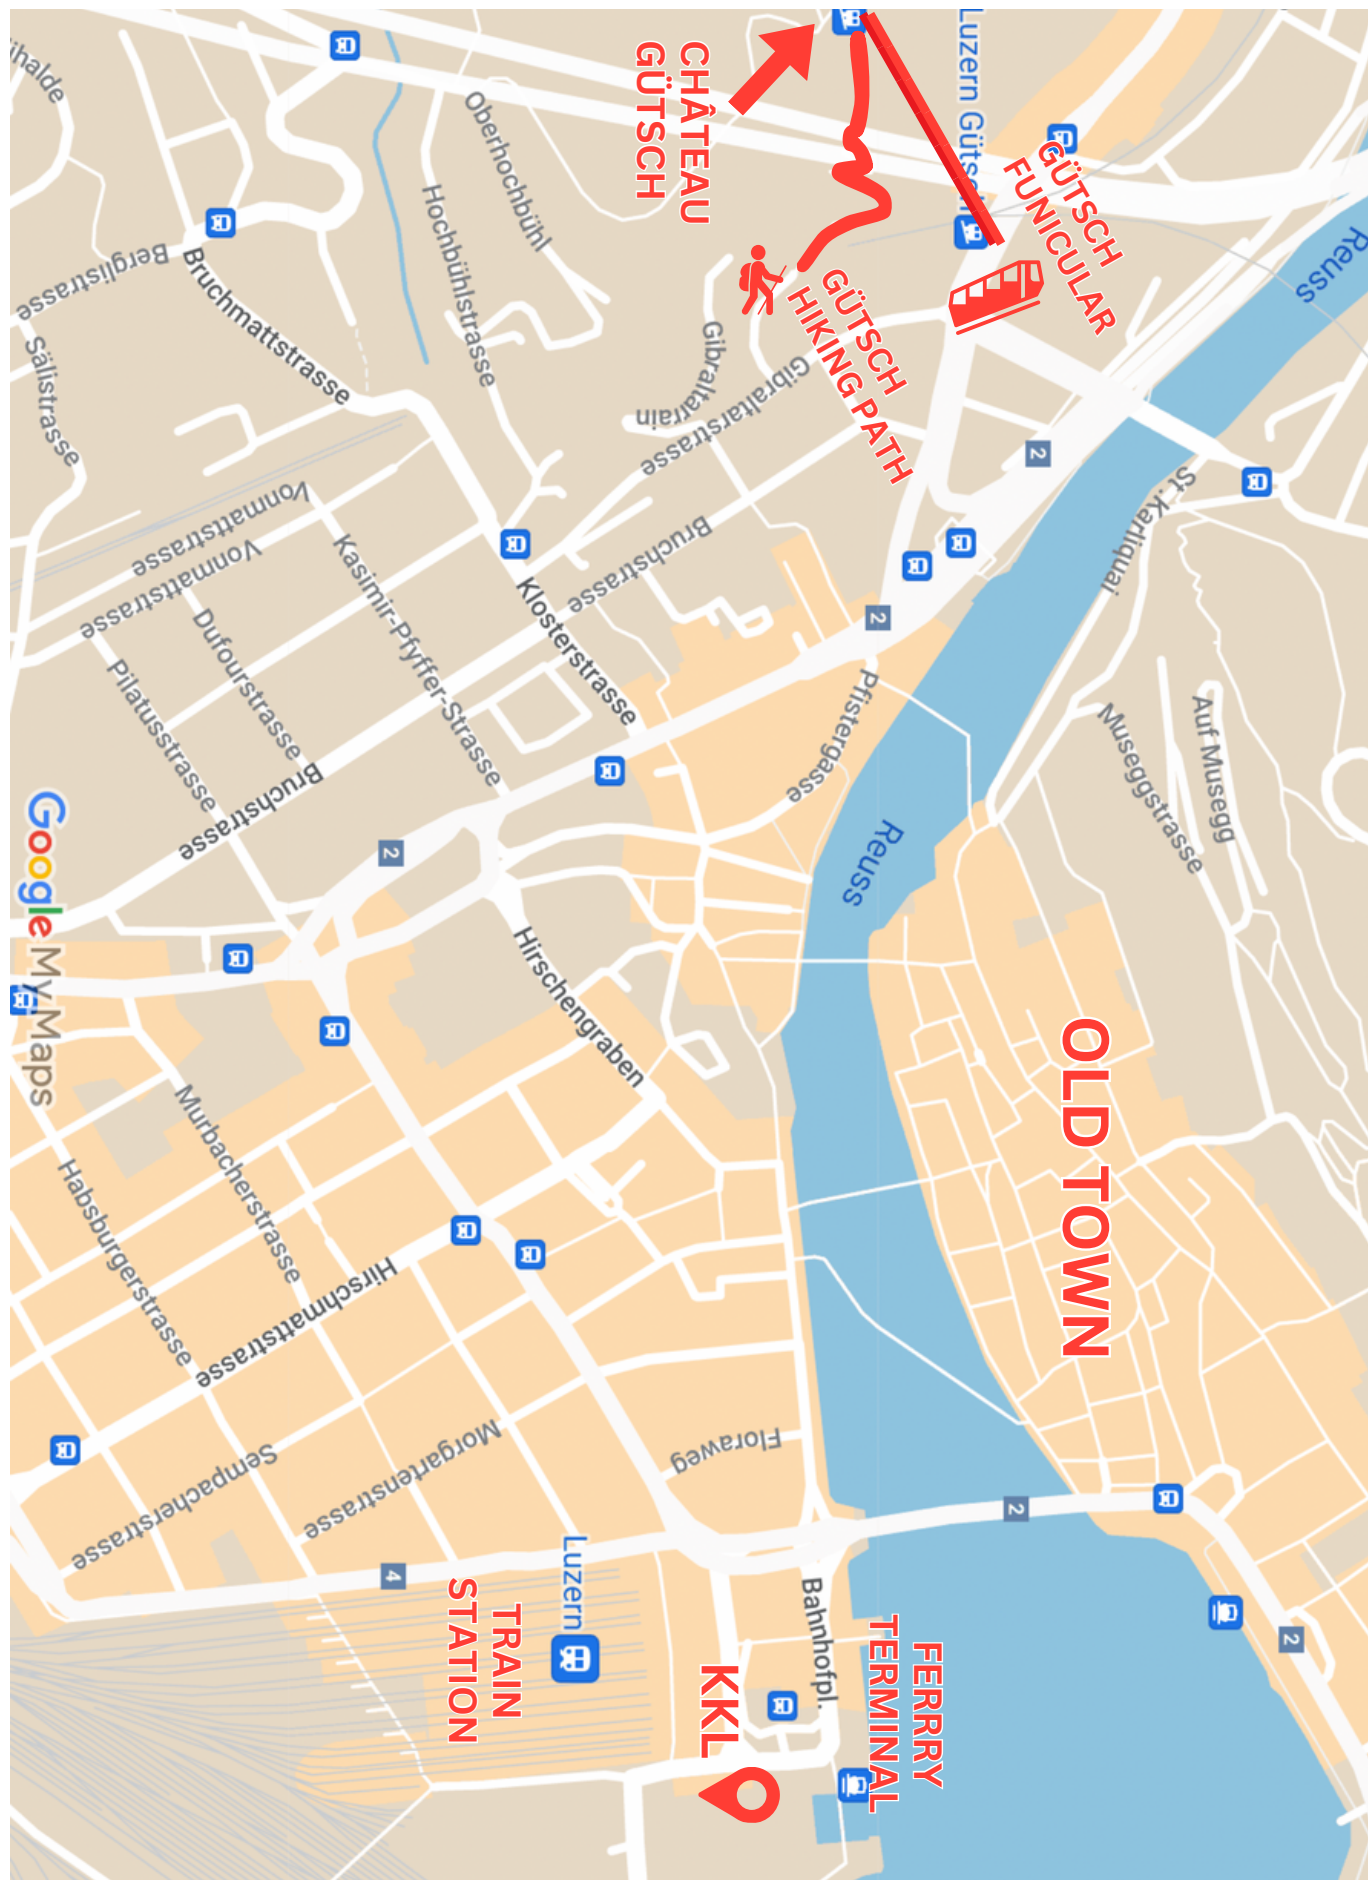 Reuss
2
Auf Musegg
Museggstrasse
St.Karliquai
OLD TOWN
GÜTSCH
FUNICULAR
2
2
Luzern Gütsch
FERRRY
TERMINAL
2
Reuss
GÜTSCH
HIKING PATH
Pfistergasse
Bahnhofpl.
Gibraltarstrasse
Gibraltarrain
Floraweg
KKL
CHÂTEAU
GÜTSCH
Bruchstrasse
Klosterstrasse
Hirschengraben
Luzern
Oberhochbühl
Hochbühlstrasse
TRAIN
STATION
Kasimir-Pfyffer-Strasse
Morgartenstrasse
2
4
Bruchmattstrasse
Hirschmattstrasse
Bruchstrasse
Dufourstrasse
Vonmattstrasse
Vonmattstrasse
Murbacherstrasse
Pilatusstrasse
Sempacherstrasse
Habsburgerstrasse
Berglistrasse
Sälistrasse
ihalde
Google My Maps